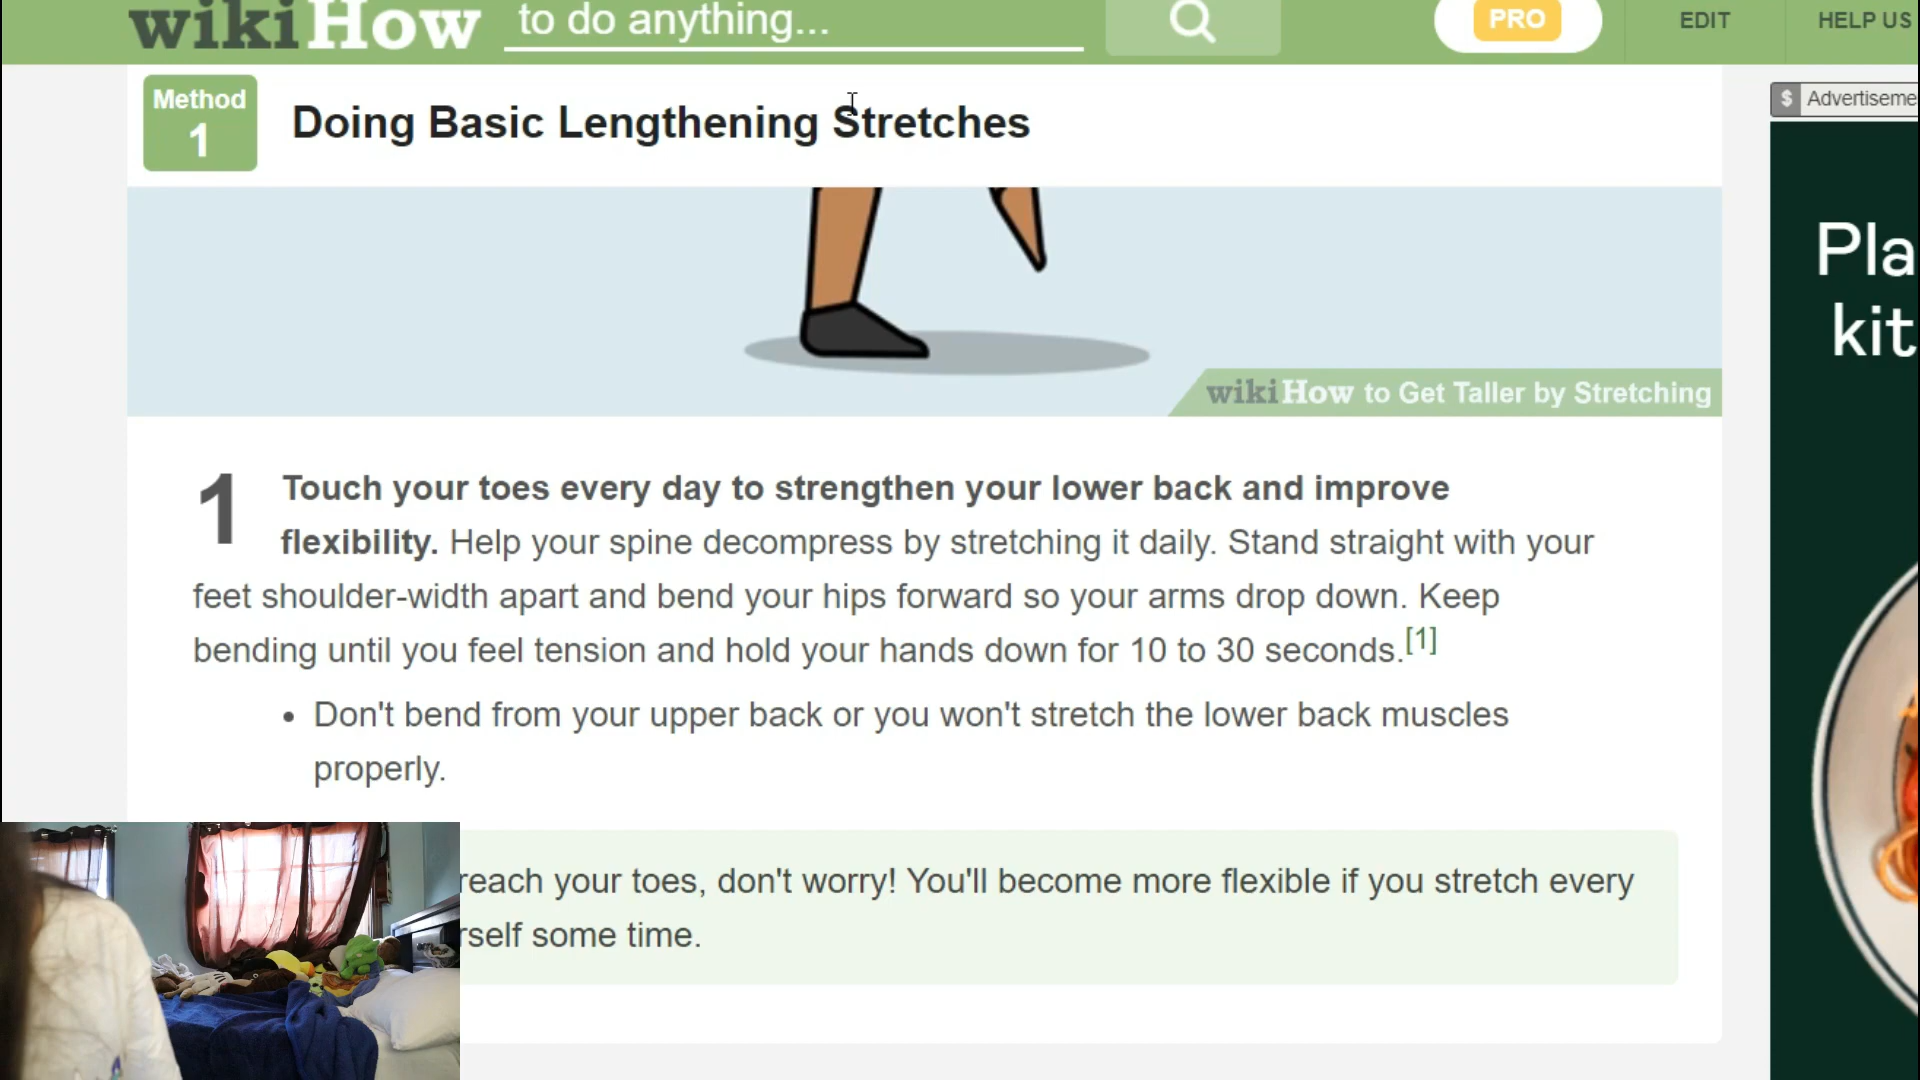 wikiHow to do anything...
PRO
EDIT
HELP US
Method
1
Doing Basic Lengthening Stretches
$ Advertiseme
Pla
kit
wikiHow to Get Taller by Stretching
1
Touch your toes every day to strengthen your lower back and improve
flexibility. Help your spine decompress by stretching it daily. Stand straight with your
feet shoulder-width apart and bend your hips forward so your arms drop down. Keep
bending until you feel tension and hold your hands down for 10 to 30 seconds.[1]
• Don't bend from your upper back or you won't stretch the lower back muscles
properly.
reach your toes, don't worry! You'll become more flexible if you stretch every
rself some time.